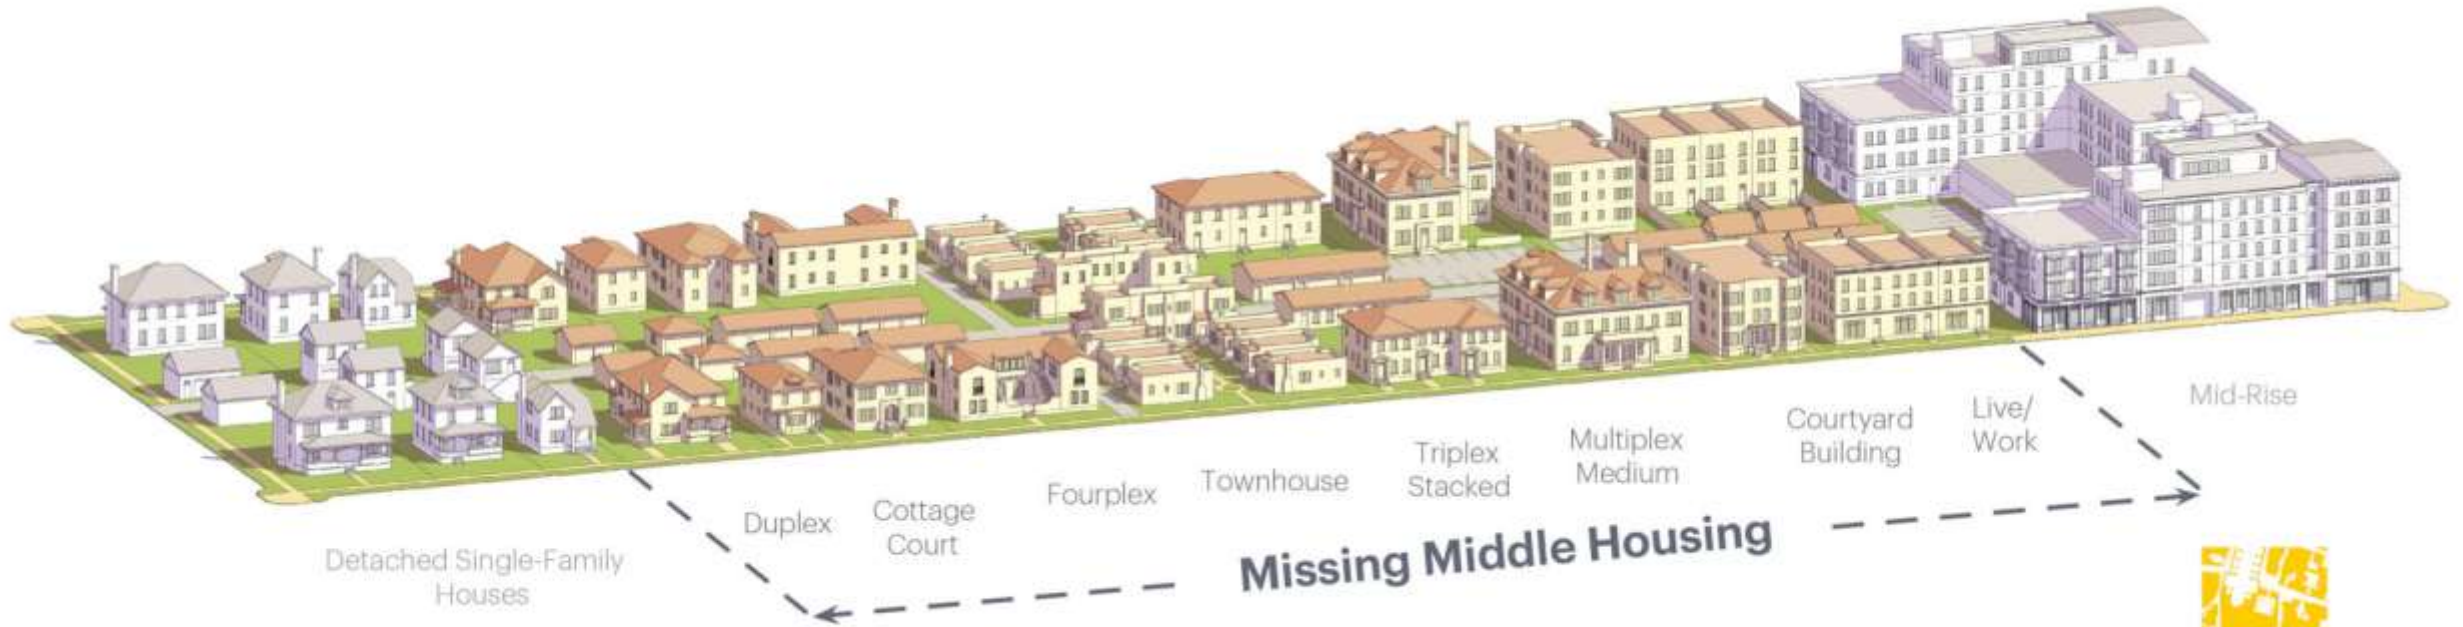 Detached Single-Family
Houses
Duplex
Cottage
Court
Fourplex
Townhouse
Triplex
Stacked
Multiplex
Medium
Courtyard
Building
Live/
Work
Mid-Rise
Missing Middle Housing